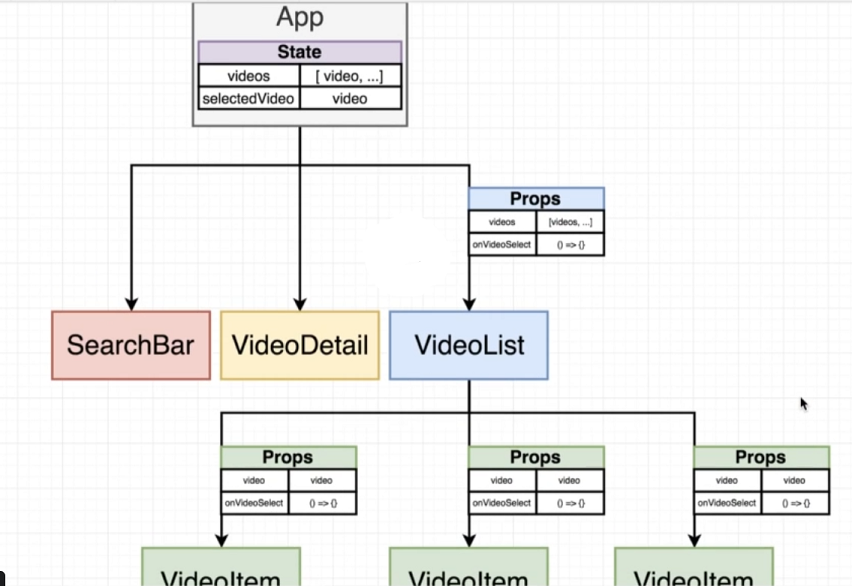 App
State
videos [ video, ...]
selectedVideo video
Props
videos [videos, ...]
onVideoSelect () => {}
SearchBar VideoDetail VideoList
Props Props Props
video video video video video video
onVideoSelect () => {} onVideoSelect () => {} onVideoSelect () => {}
VideoItem VideoItem VideoItem